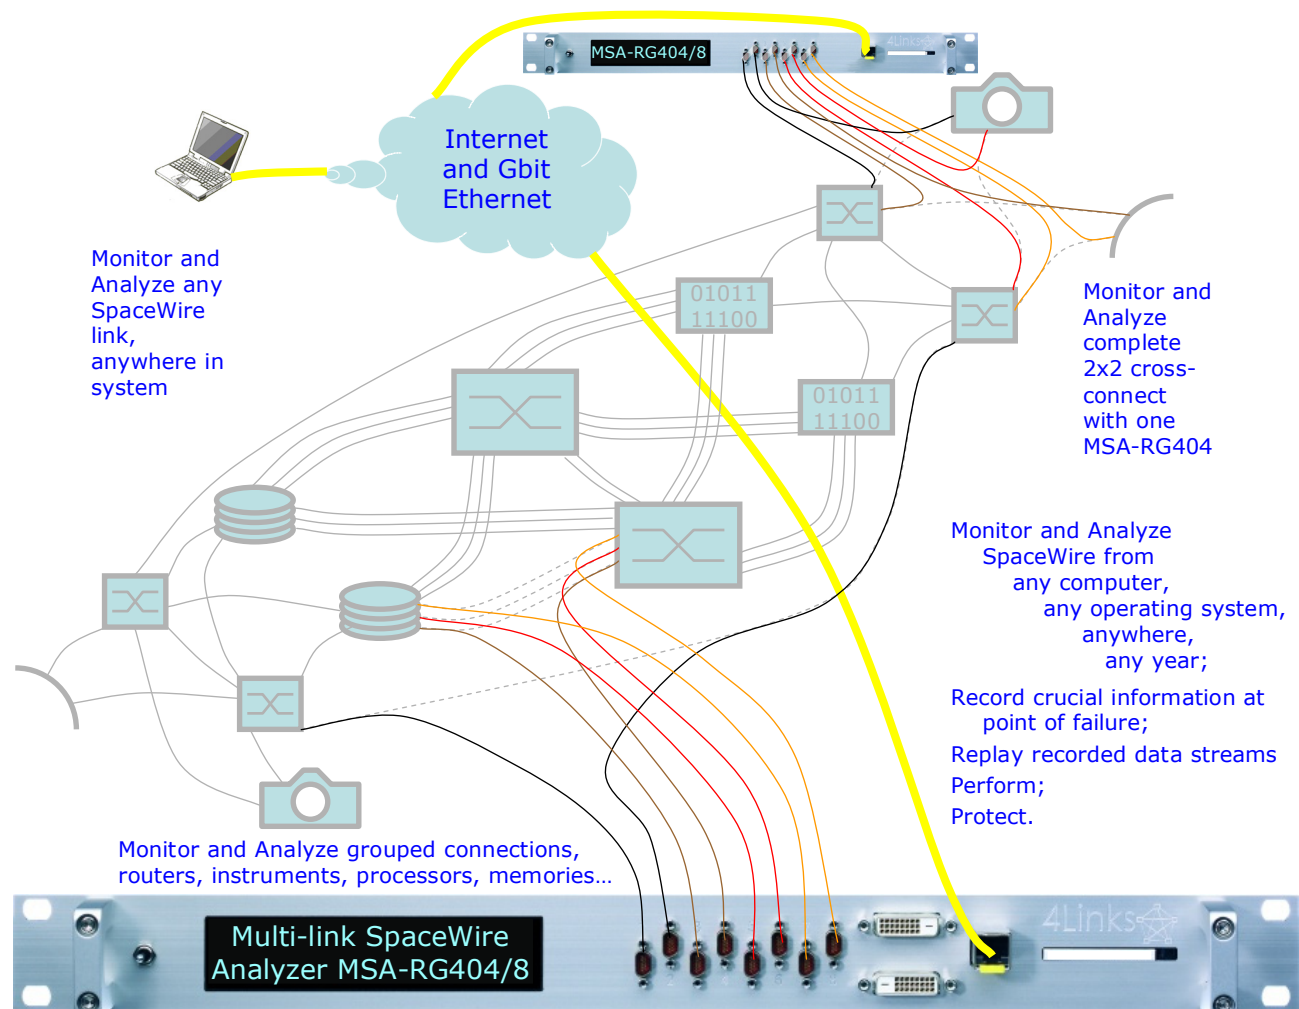 MSA-RG404/8
4Links
Internet
and Gbit
Ethernet
Monitor and
Analyze any
SpaceWire
link,
anywhere in
system
01011
11100
01011
11100
Monitor and
Analyze
complete
2x2 cross-
connect
with one
MSA-RG404
Monitor and Analyze
SpaceWire from
any computer,
any operating system,
anywhere,
any year;
Record crucial information at
point of failure;
Replay recorded data streams
Perform;
Protect.
Monitor and Analyze grouped connections,
routers, instruments, processors, memories…
Multi-link SpaceWire
Analyzer MSA-RG404/8
4Links